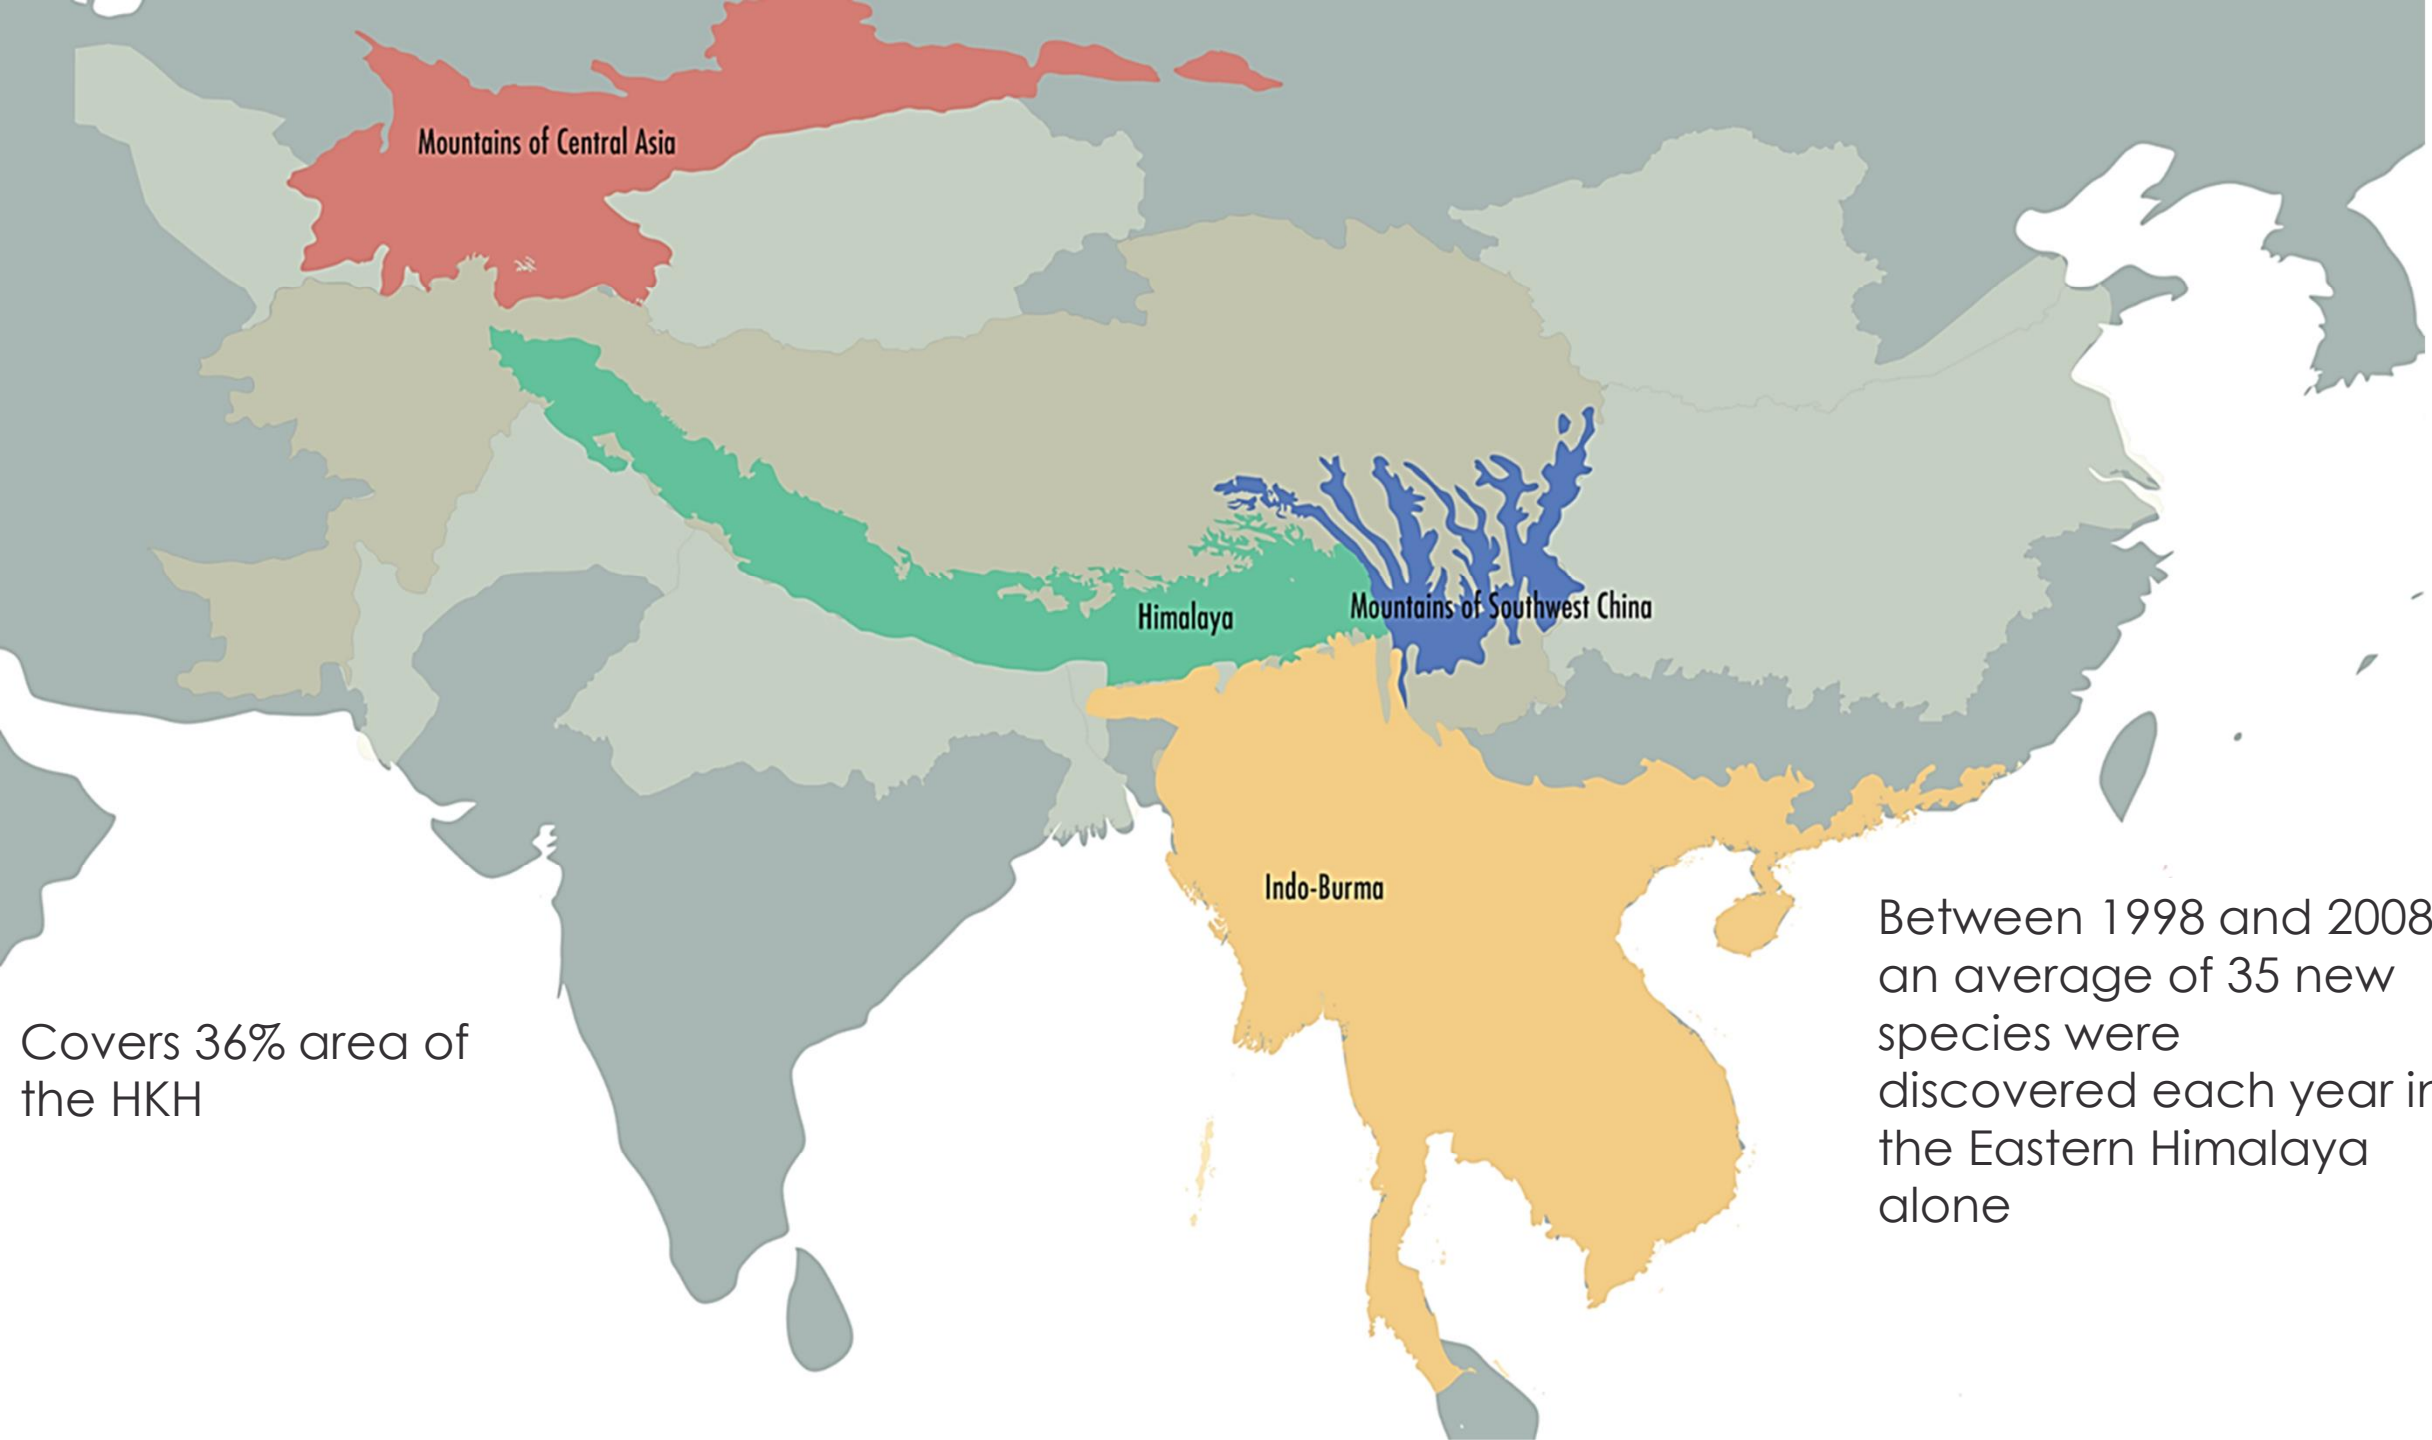 Mountains of Central Asia
Himalaya
Mountains of Southwest China
Indo-Burma
Between 1998 and 2008
an average of 35 new
species were
discovered each year in
the Eastern Himalaya
alone
Covers 36% area of
the HKH